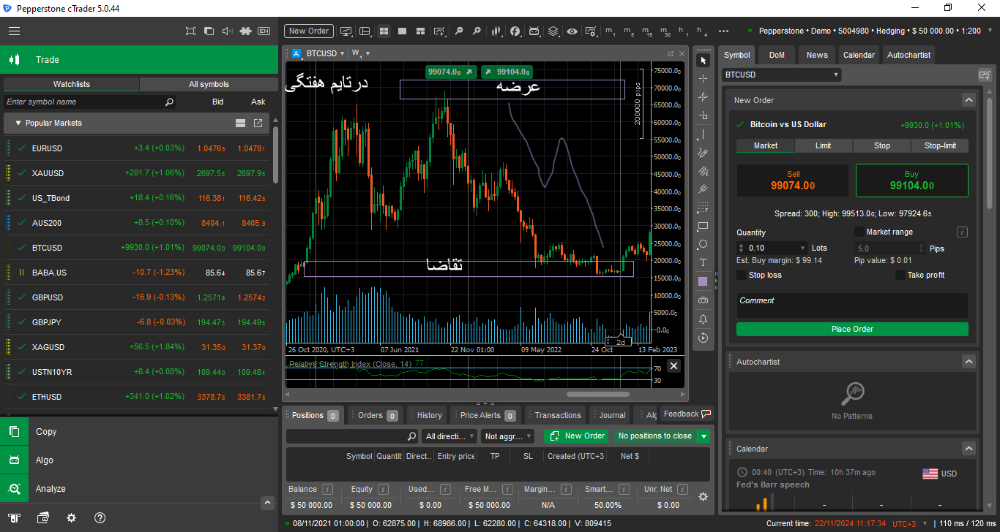 Pepperstone cTrader 5.0.44
EN
New Order
m1 m5 m15 m30 h1 h4
Pepperstone • Demo • 5004980 • Hedging • $ 50 000.00 • 1:200
Trade
Watchlists All symbols
Enter symbol name Bid Ask
Popular Markets
EURUSD +3.4 (+0.03%) 1.04765 1.04781
XAUUSD +281.7 (+1.06%) 2697.55 2697.95
US_TBond +18.4 (+0.16%) 116.381 116.425
AUS200 +8.5 (+0.10%) 8404.1 8405.9
BTCUSD +9930.0 (+1.01%) 99074.00 99104.00
BABA.US -10.7 (-1.23%) 85.64 85.67
GBPUSD -16.9 (-0.13%) 1.25719 1.25742
GBPJPY -6.8 (-0.03%) 194.473 194.495
XAGUSD +56.5 (+1.84%) 31.350 31.370
USTN10YR +8.4 (+0.08%) 109.440 109.484
ETHUSD +341.0 (+1.02%) 3378.75 3381.75
Copy
Algo
Analyze
A BTCUSD W1
99074.00 99104.00
درتایم هفتگی
عرضه
تقاضا
200000 pips
75000.00
70000.00
65000.00
60000.00
55000.00
50000.00
45000.00
40000.00
35000.00
30000.00
25000.00
20000.00
15000.00
10000.00
5000.00
-0.00
2d
26 Oct 2020, UTC+3 07 Jun 2021 22 Nov 01:00 09 May 2022 24 Oct 13 Feb 2023
Relative Strength Index (Close, 14) 77
70
30
Positions 0 Orders 0 History Price Alerts 0 Transactions Journal Alg Feedback
All directi... Not aggr... New Order No positions to close
Symbol Quantit Direct... Entry price TP SL Created (UTC+3 Net $
Balance Equity Used... Free M... Margin... Smart... Unr. Net
$ 50 000.00 $ 50 000.00 $ 0.00 $ 50 000.00 N/A 50.00% $ 0.00
08/11/2021 01:00:00 | O: 62875.00 | H: 68986.00 | L: 62280.00 | C: 64318.00 | V: 809415
Symbol DoM News Calendar Autochartist
BTCUSD
New Order
Bitcoin vs US Dollar +9930.0 (+1.01%)
Market Limit Stop Stop-limit
Sell Buy
99074.00 99104.00
Spread: 300; High: 99513.00; Low: 97924.65
Quantity Market range
0.10 Lots 5.0 Pips
Est. Buy margin: $ 99.14 Pip value: $ 0.01
Stop loss Take profit
Comment
Place Order
Autochartist
No Patterns
Calendar
00:40 (UTC+3) Time: 10h 37m ago USD
Fed's Barr speech
- - -
Current time: 22/11/2024 11:17:34 UTC+3 | 110 ms / 120 ms